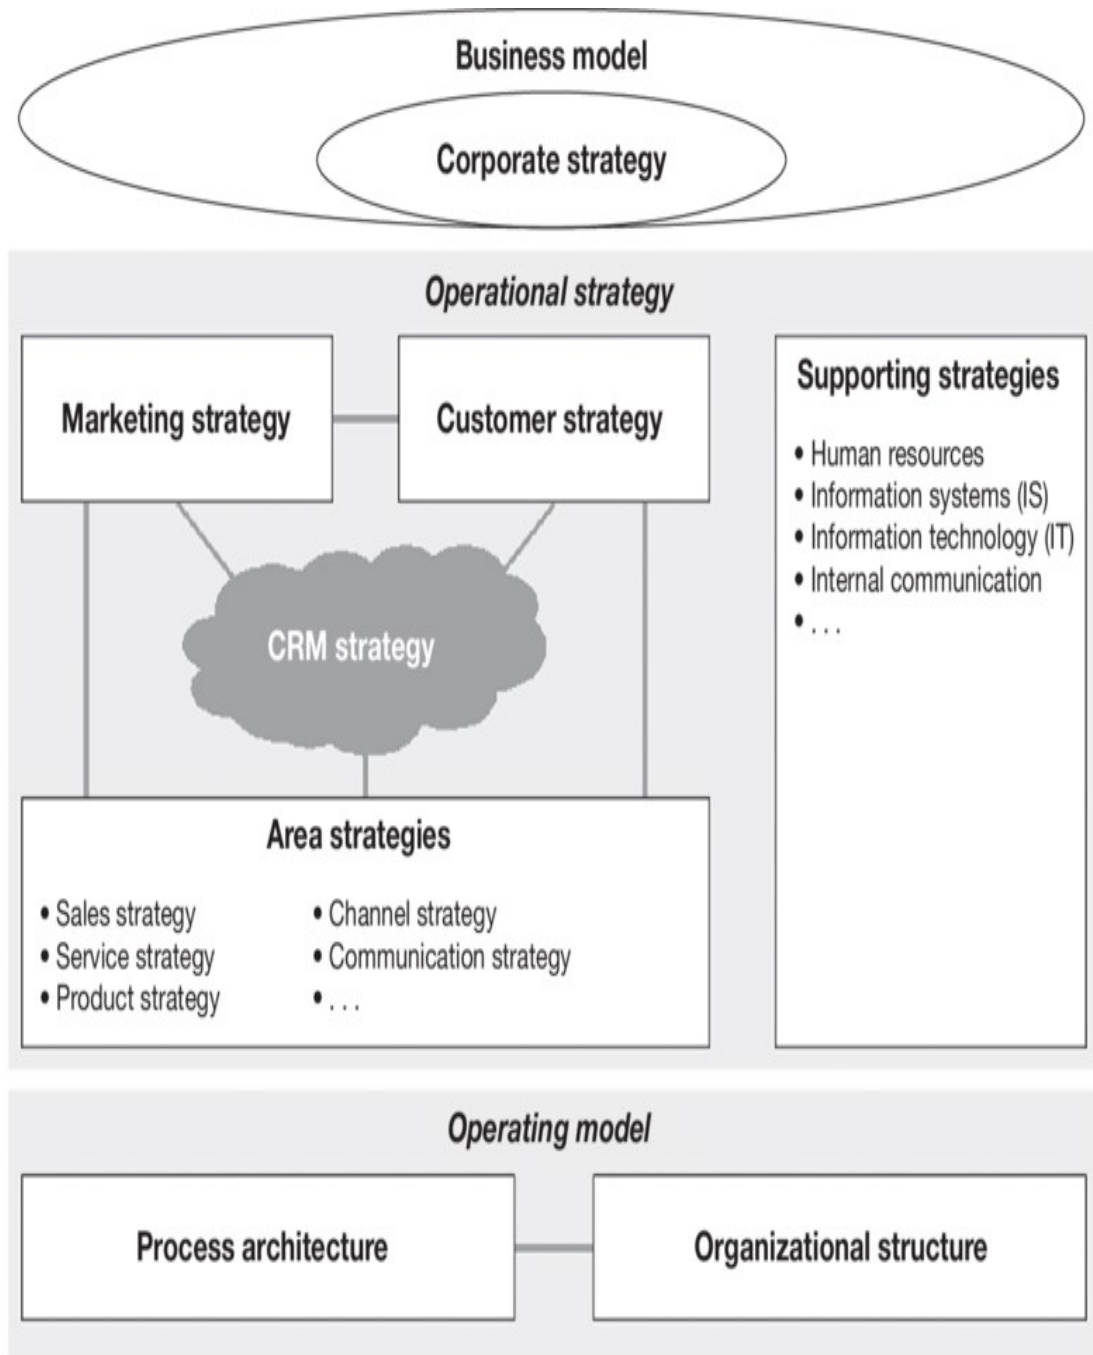 Business model
Corporate strategy
Operational strategy
Marketing strategy
Customer strategy
Supporting strategies
• Human resources
• Information systems (IS)
• Information technology (IT)
• Internal communication
• . . .
CRM strategy
Area strategies
• Sales strategy
• Service strategy
• Product strategy
• Channel strategy
• Communication strategy
• . . .
Operating model
Process architecture
Organizational structure